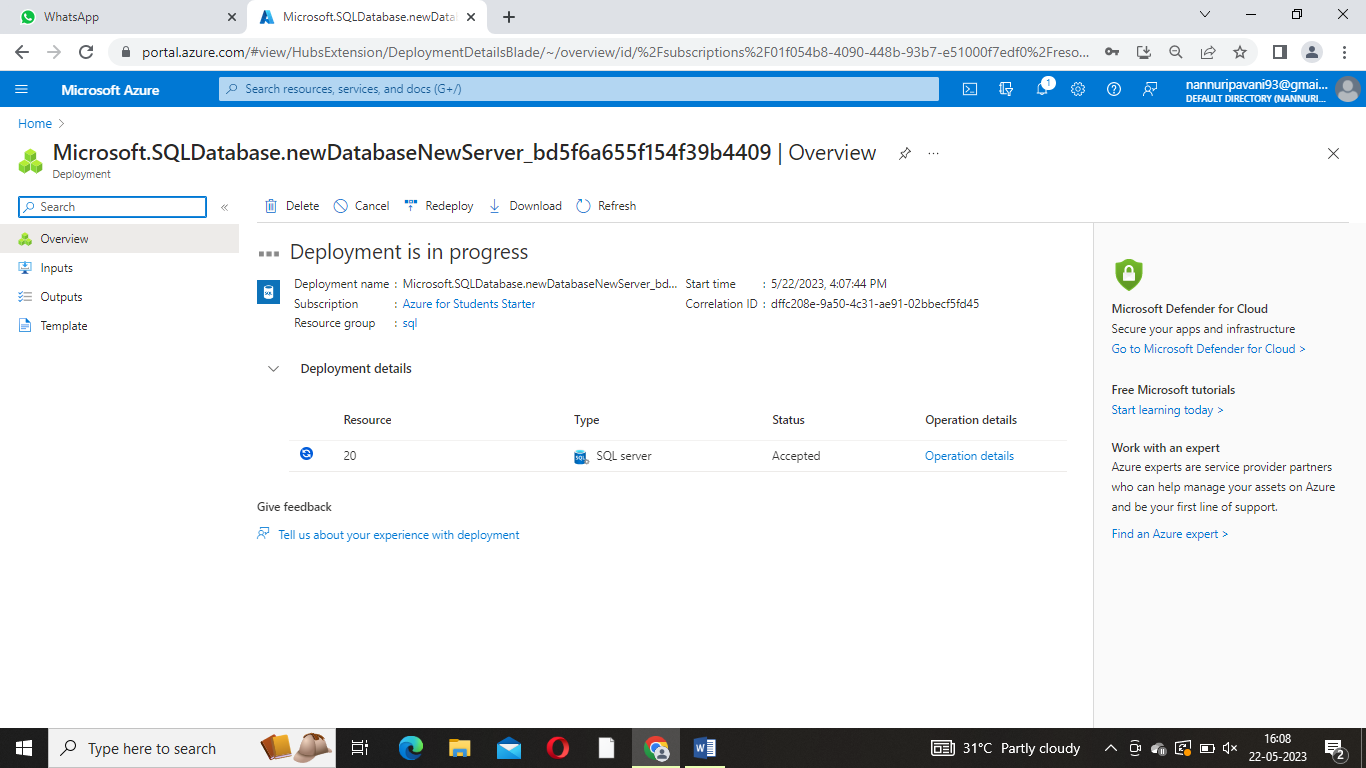 WhatsApp
Microsoft.SQLDatabase.newData
portal.azure.com/#view/HubsExtension/DeploymentDetailsBlade/~/overview/id/%2Fsubscriptions%2F01f054b8-4090-448b-93b7-e51000f7edf0%2Freso...
Microsoft Azure
Search resources, services, and docs (G+/)
1
nannuripavani93@gmai...
DEFAULT DIRECTORY (NANNURI...
Home
Microsoft.SQLDatabase.newDatabaseNewServer_bd5f6a655f154f39b4409 | Overview
Deployment
Search
Delete
Cancel
Redeploy
Download
Refresh
Overview
Inputs
Outputs
Template
Deployment is in progress
Deployment name : Microsoft.SQLDatabase.newDatabaseNewServer_bd...
Subscription : Azure for Students Starter
Resource group : sql
Start time : 5/22/2023, 4:07:44 PM
Correlation ID : dffc208e-9a50-4c31-ae91-02bbecf5fd45
Deployment details
Resource Type Status Operation details
20 SQL server Accepted Operation details
Give feedback
Tell us about your experience with deployment
Microsoft Defender for Cloud
Secure your apps and infrastructure
Go to Microsoft Defender for Cloud >
Free Microsoft tutorials
Start learning today >
Work with an expert
Azure experts are service provider partners
who can help manage your assets on Azure
and be your first line of support.
Find an Azure expert >
Type here to search
31°C Partly cloudy
16:08
22-05-2023
2